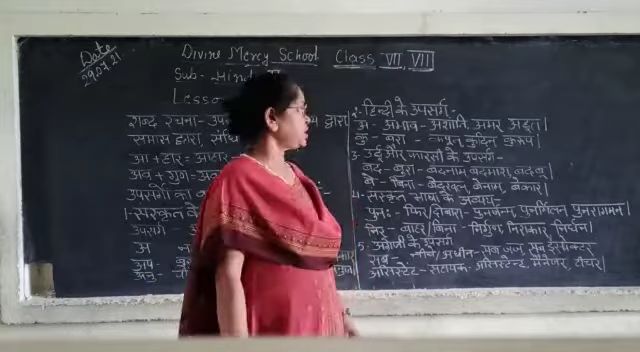 Date
29.07.21
Divine Mercy School Class VII, VIII
Sub- Hindi
Lesso
शब्द रचना- उप द्वारा
समास द्वारा, संधि
आ + हार = आहार
अव + गुण = अव
उपसर्गों का
1- संस्कृत के
उपसर्ग -
अ
अप
अनु -
2- हिन्दी के उपसर्ग -
अ - अभाव - अशांति, अमर, अछूत।
कु - बुरा - कपूत, कुदिन, कुरूप।
3- उर्दू और फारसी के उपसर्ग -
बद - बुरा - बदनाम, बदमाश, बदबू।
बे - बिना - बेदखल, बेनाम, बेकार।
4- संस्कृत भाषा के अव्यय -
पुनः - फिर/दोबारा - पुनर्जन्म, पुनर्मिलन, पुनरागमन।
निर् - बाहर/बिना - निर्गुण, निराकार, निर्धन।
5- अंग्रेजी के उपसर्ग
सब - नीचे/अधीन - सब जज, सब इंस्पेक्टर
असिस्टेंट - सहायक - असिस्टेन्ट, मैनेजर, टीचर।